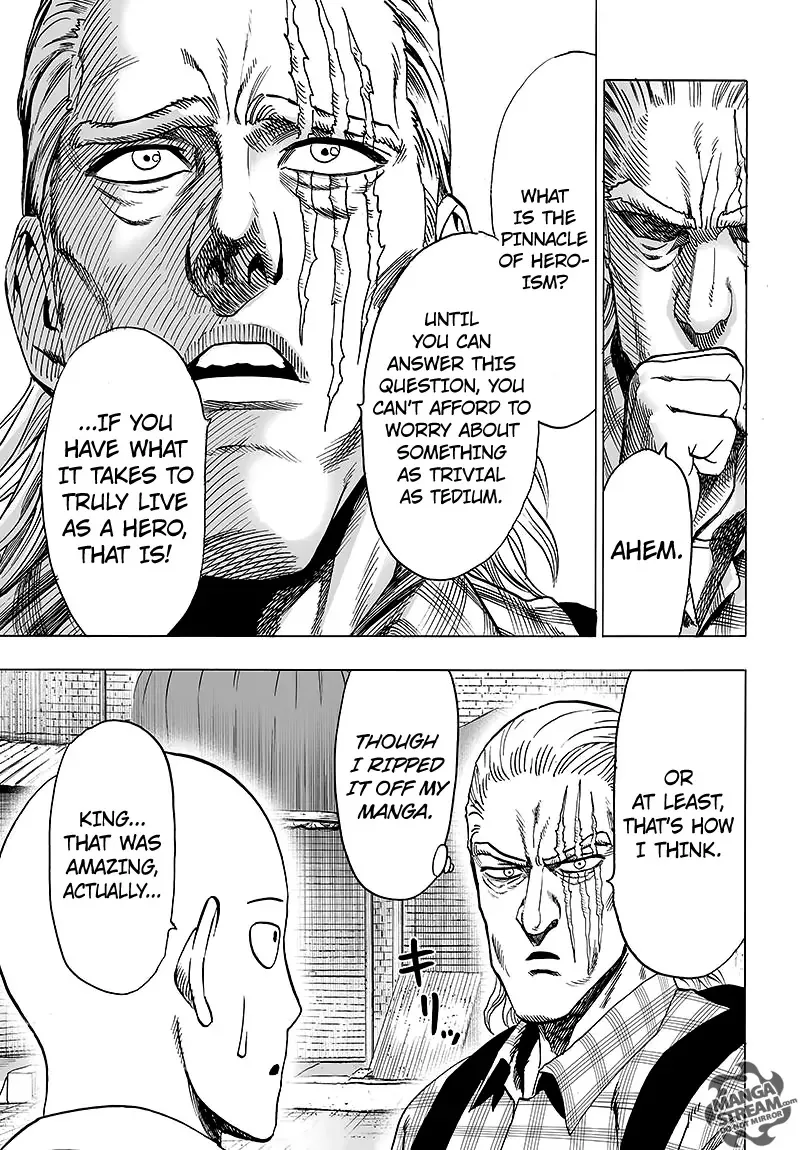 AHEM.
WHAT
IS THE
PINNACLE
OF HERO-
ISM?
UNTIL
YOU CAN
ANSWER THIS
QUESTION, YOU
CAN'T AFFORD TO
WORRY ABOUT
SOMETHING
AS TRIVIAL
AS TEDIUM.
...IF YOU
HAVE WHAT
IT TAKES TO
TRULY LIVE
AS A HERO,
THAT IS!
OR
AT LEAST,
THAT'S HOW
I THINK.
THOUGH
I RIPPED
IT OFF MY
MANGA.
キリッ
KING...
THAT WAS
AMAZING,
ACTUALLY...
MANGA
STREAM.com
DO NOT MIRROR